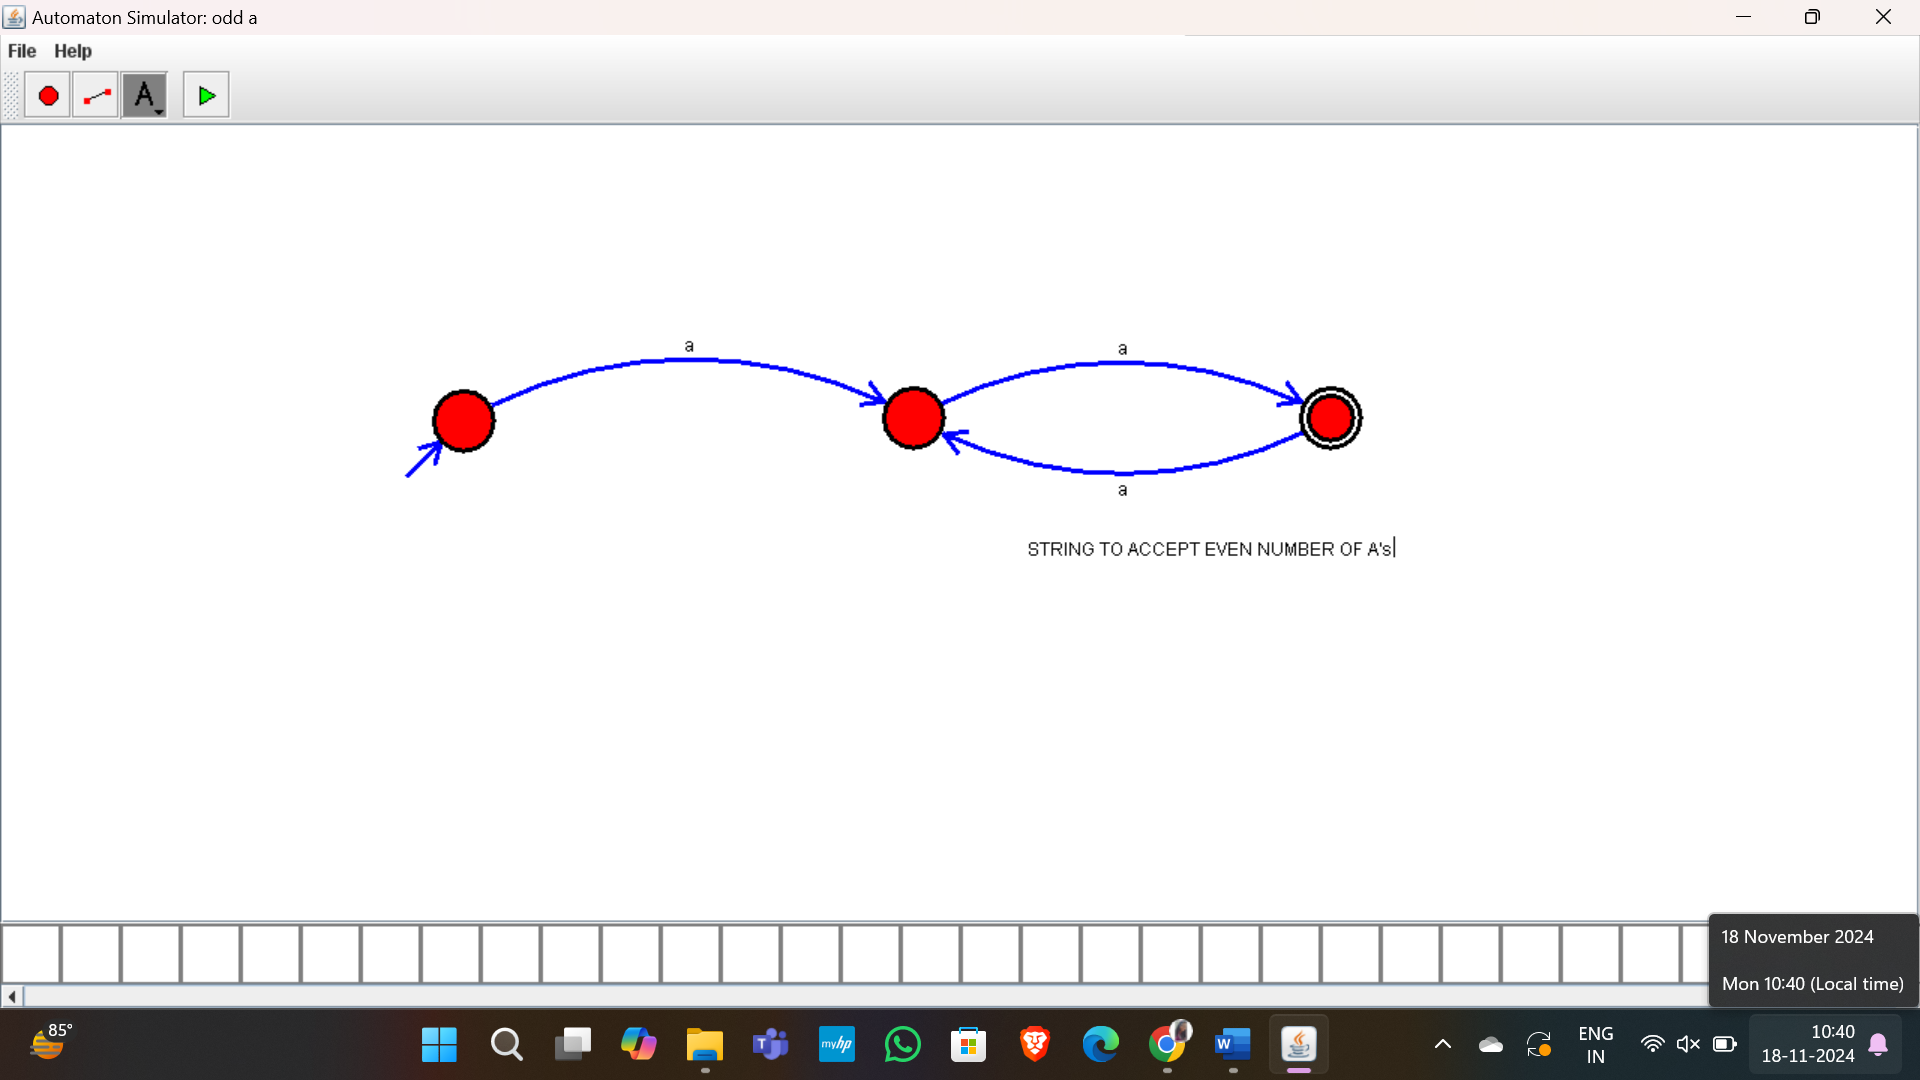 Automaton Simulator: odd a
File Help
A
a
a
a
STRING TO ACCEPT EVEN NUMBER OF A's
18 November 2024
Mon 10:40 (Local time)
85°
myhp
ENG
IN
10:40
18-11-2024